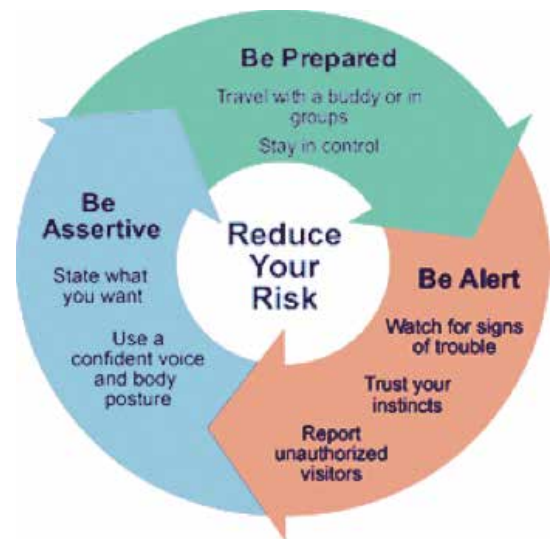 Be Prepared
Travel with a buddy or in
groups
Stay in control
Be Alert
Watch for signs
of trouble
Trust your
instincts
Report
unauthorized
visitors
Be
Assertive
State what
you want
Use a
confident voice
and body
posture
Reduce
Your
Risk